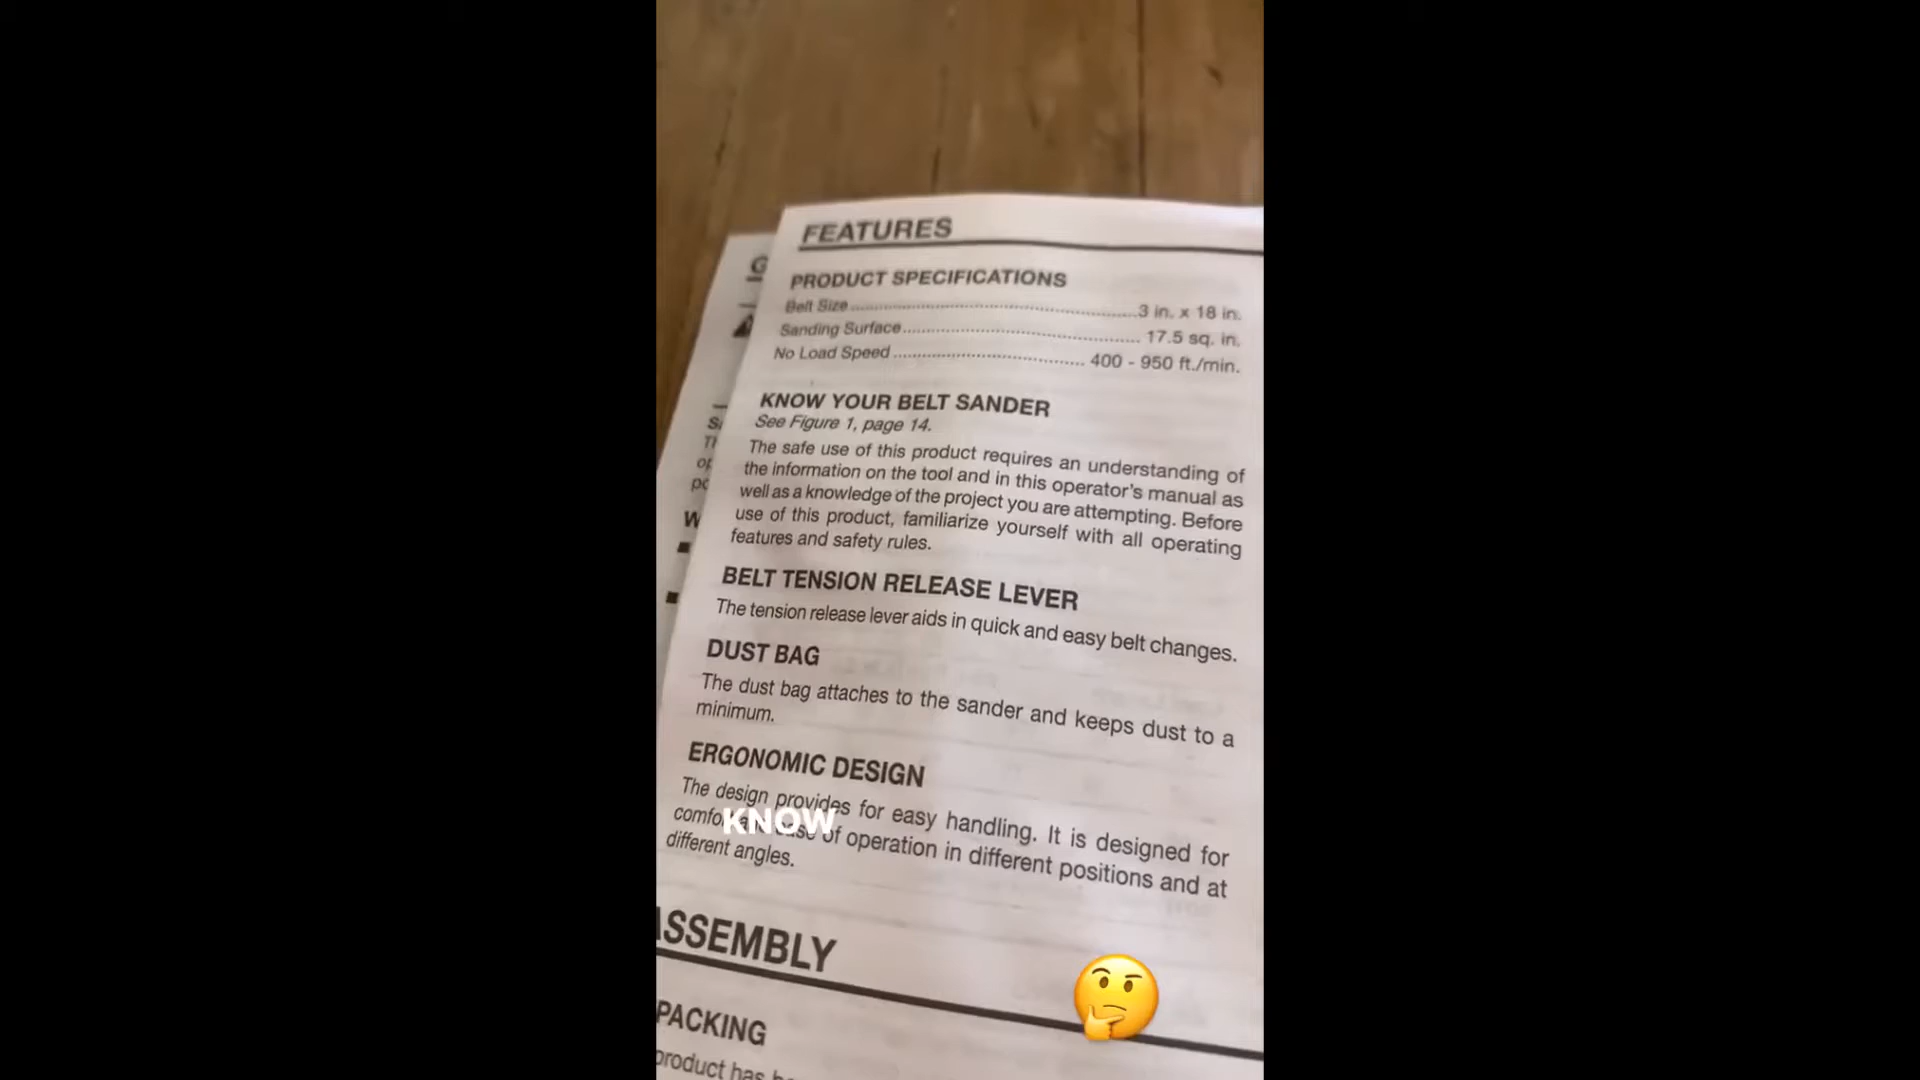 FEATURES
PRODUCT SPECIFICATIONS
Belt Size ........ 3 in. x 18 in.
Sanding Surface ........ 17.5 sq. in.
No Load Speed ........ 400 - 950 ft./min.
KNOW YOUR BELT SANDER
See Figure 1, page 14.
The safe use of this product requires an understanding of
the information on the tool and in this operator's manual as
well as a knowledge of the project you are attempting. Before
use of this product, familiarize yourself with all operating
features and safety rules.
BELT TENSION RELEASE LEVER
The tension release lever aids in quick and easy belt changes.
DUST BAG
The dust bag attaches to the sander and keeps dust to a
minimum.
ERGONOMIC DESIGN
The design provides for easy handling. It is designed for
of operation in different positions and at
different angles.
KNOW
ASSEMBLY
PACKING
product has